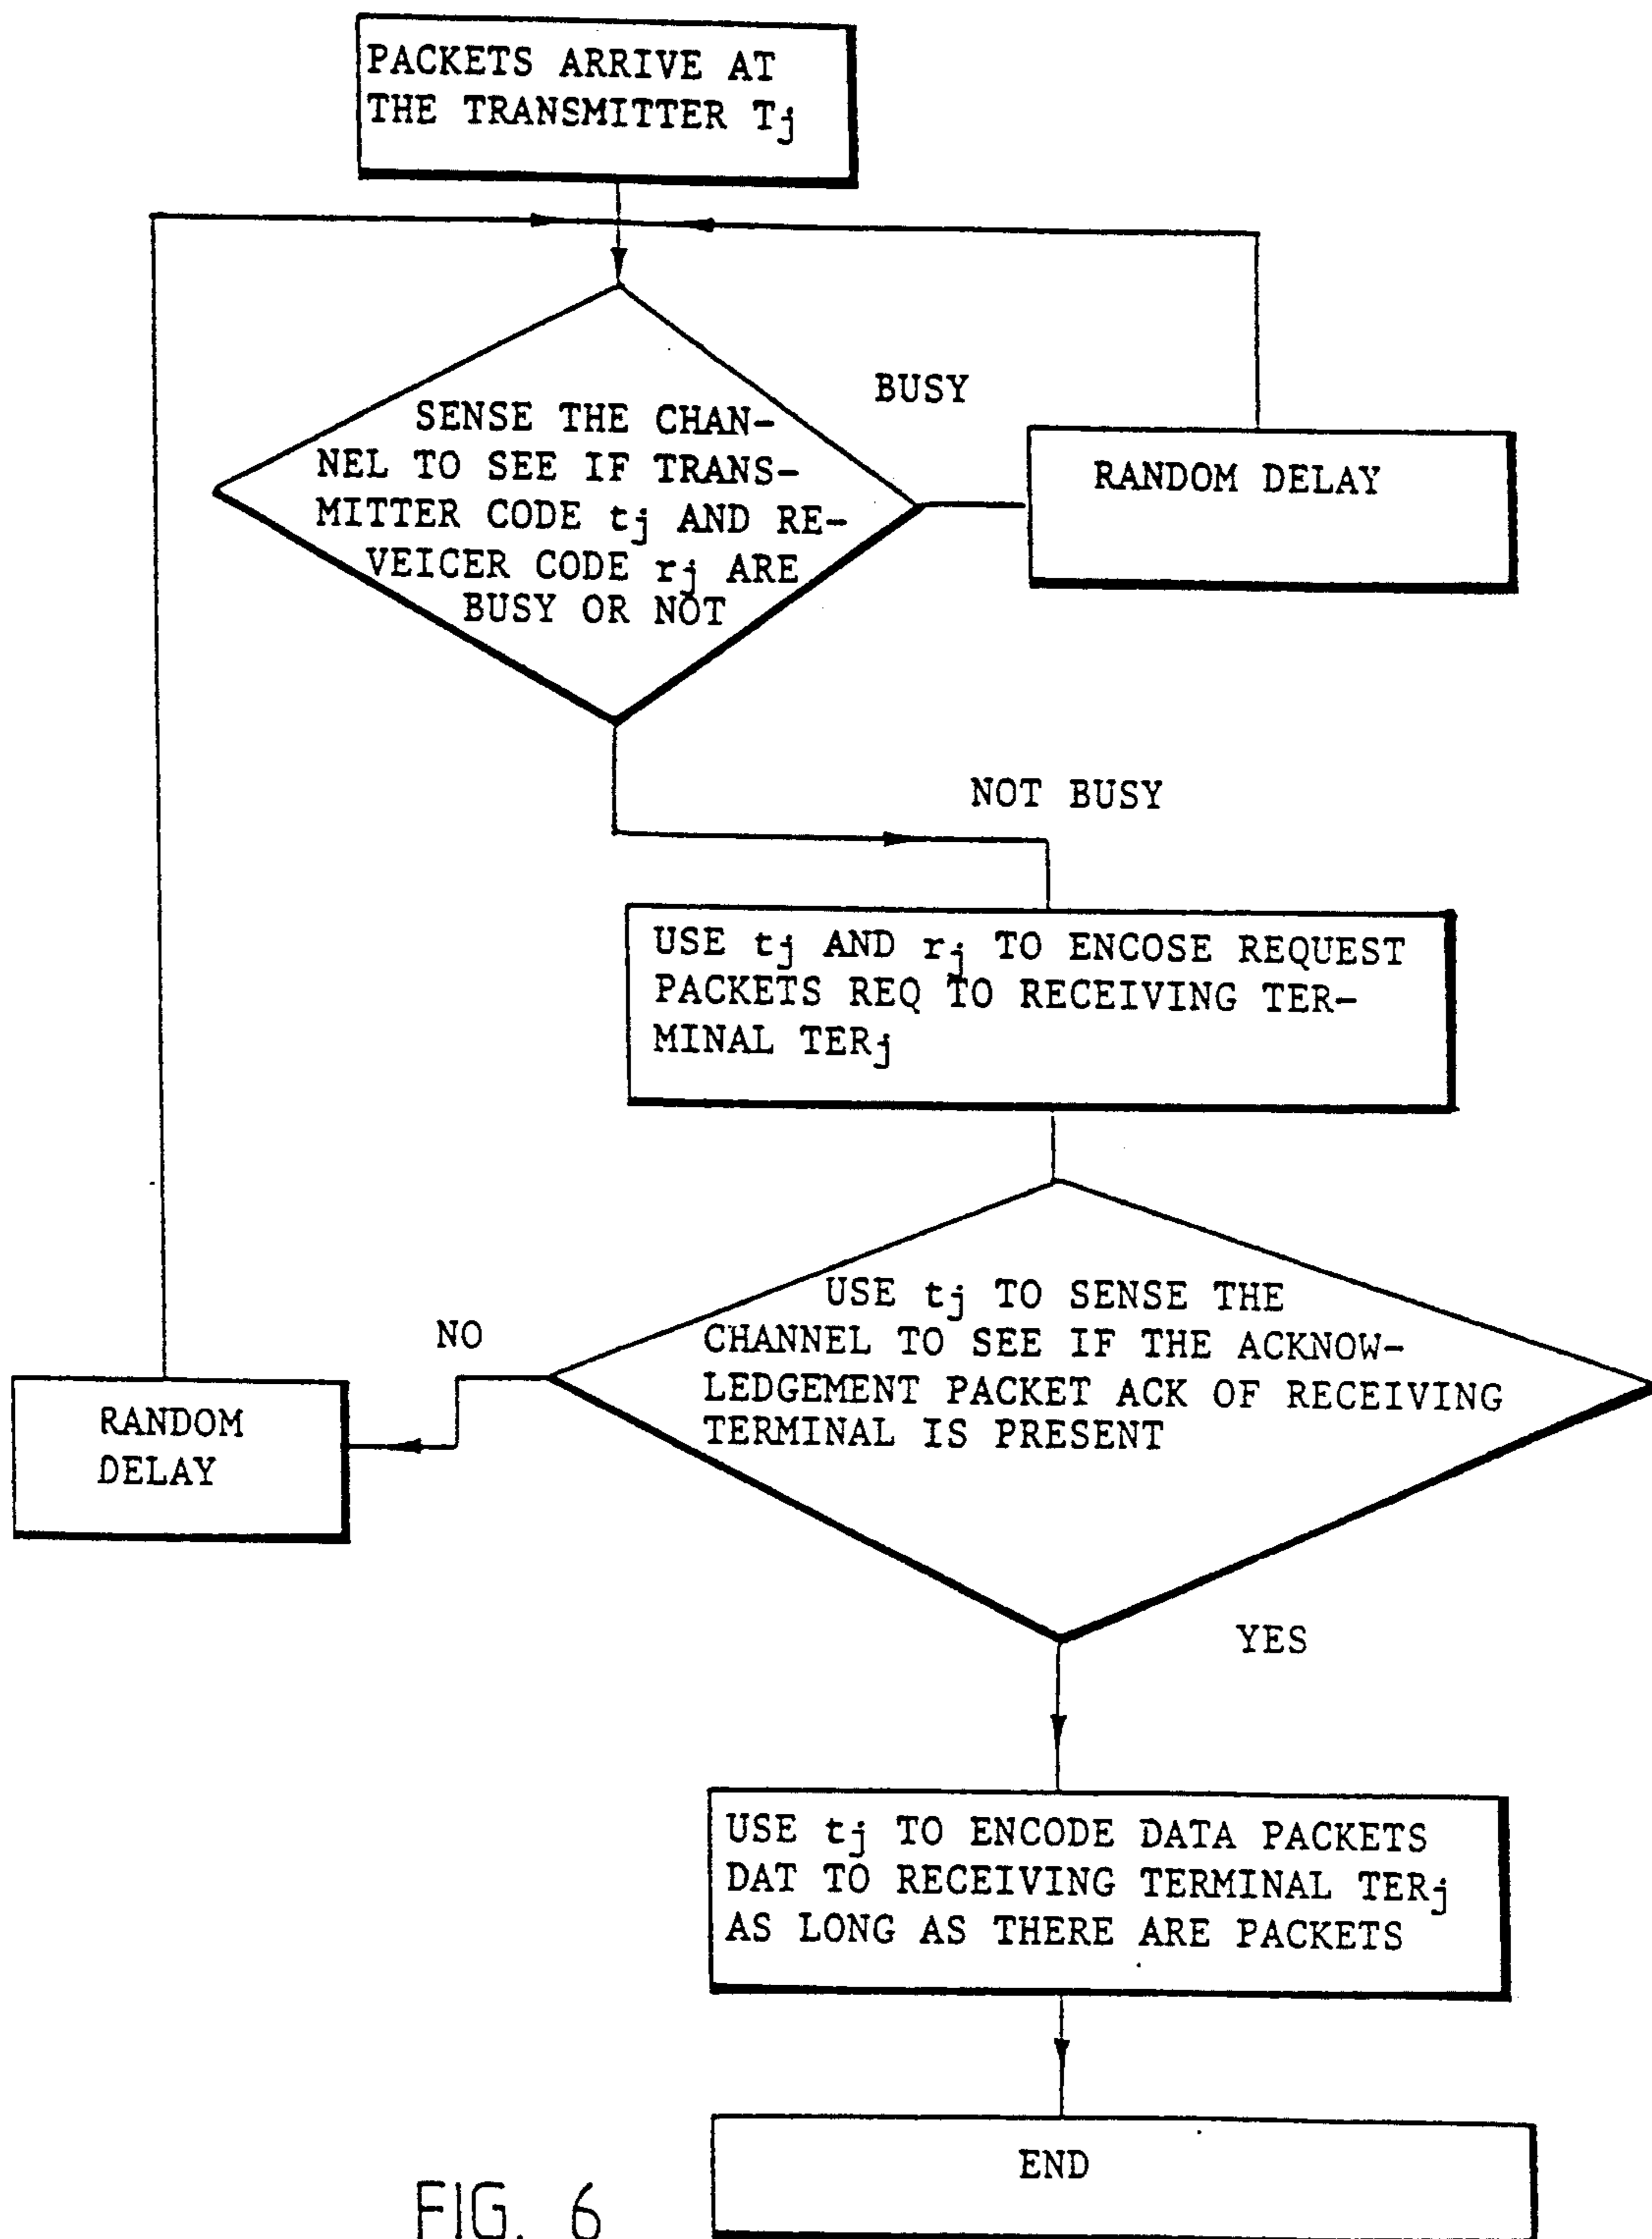 PACKETS ARRIVE AT
THE TRANSMITTER Tj
BUSY
SENSE THE CHAN-
NEL TO SEE IF TRANS-
MITTER CODE tj AND RE-
VEICER CODE rj ARE
BUSY OR NOT
RANDOM DELAY
NOT BUSY
USE tj AND rj TO ENCOSE REQUEST
PACKETS REQ TO RECEIVING TER-
MINAL TERj
USE tj TO SENSE THE
CHANNEL TO SEE IF THE ACKNOW-
LEDGEMENT PACKET ACK OF RECEIVING
TERMINAL IS PRESENT
NO
RANDOM
DELAY
YES
USE tj TO ENCODE DATA PACKETS
DAT TO RECEIVING TERMINAL TERj
AS LONG AS THERE ARE PACKETS
END
FIG. 6